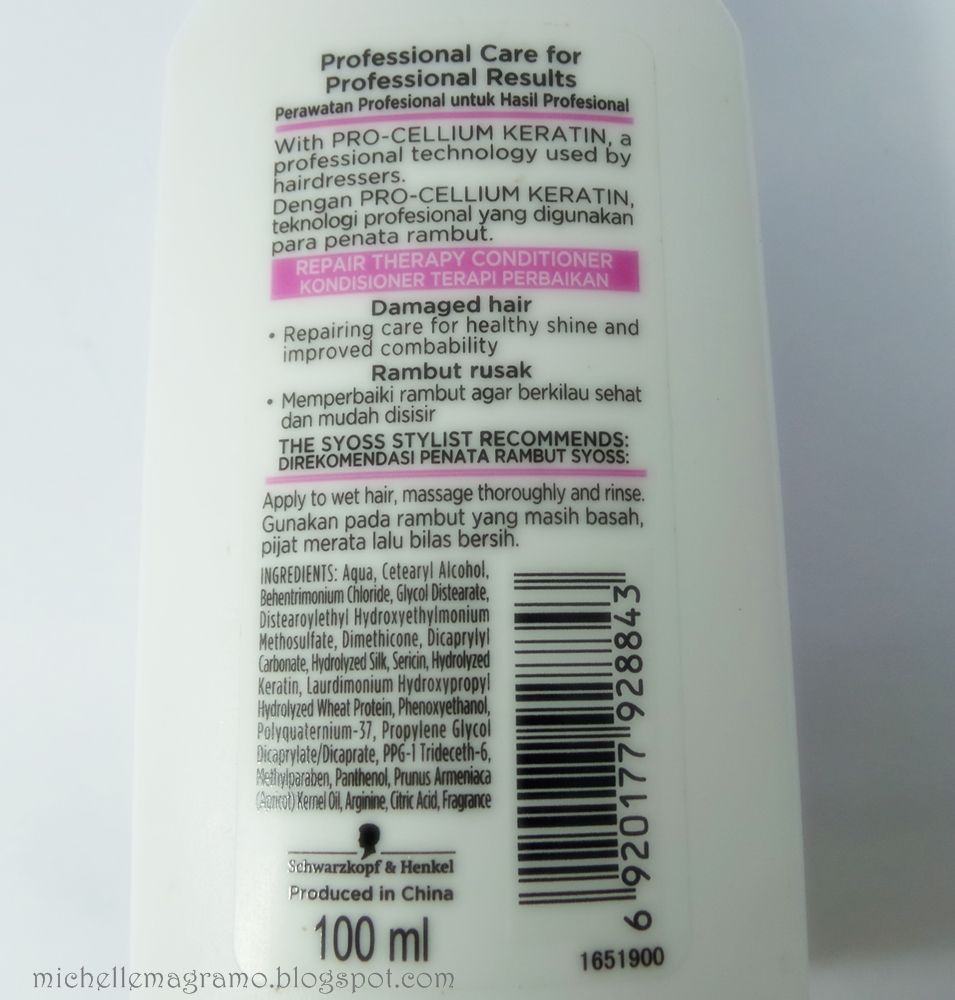 Professional Care for
Professional Results
Perawatan Profesional untuk Hasil Profesional
With PRO-CELLIUM KERATIN, a
professional technology used by
hairdressers.
Dengan PRO-CELLIUM KERATIN,
teknologi profesional yang digunakan
para penata rambut.
REPAIR THERAPY CONDITIONER
KONDISIONER TERAPI PERBAIKAN
Damaged hair
• Repairing care for healthy shine and
improved combability
Rambut rusak
• Memperbaiki rambut agar berkilau sehat
dan mudah disisir
THE SYOSS STYLIST RECOMMENDS:
DIREKOMENDASI PENATA RAMBUT SYOSS:
Apply to wet hair, massage thoroughly and rinse.
Gunakan pada rambut yang masih basah,
pijat merata lalu bilas bersih.
INGREDIENTS: Aqua, Cetearyl Alcohol,
Behentrimonium Chloride, Glycol Distearate,
Distearoylethyl Hydroxyethylmonium
Methosulfate, Dimethicone, Dicaprylyl
Carbonate, Hydrolyzed Silk, Sericin, Hydrolyzed
Keratin, Laurdimonium Hydroxypropyl
Hydrolyzed Wheat Protein, Phenoxyethanol,
Polyquaternium-37, Propylene Glycol
Dicaprylate/Dicaprate, PPG-1 Trideceth-6,
Methylparaben, Panthenol, Prunus Armeniaca
(Apricot) Kernel Oil, Arginine, Citric Acid, Fragrance
Schwarzkopf & Henkel
Produced in China
100 ml
6 920177 928843
1651900
michellemagramo.blogspot.com